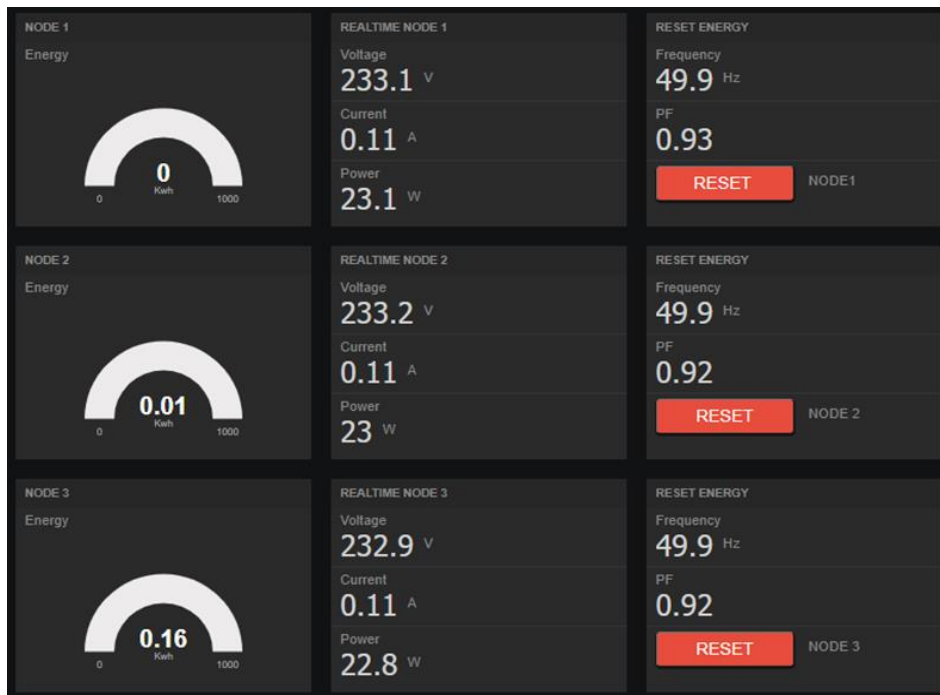 NODE 1
Energy
0
Kwh
0 1000
REALTIME NODE 1
Voltage
233.1 V
Current
0.11 A
Power
23.1 W
RESET ENERGY
Frequency
49.9 Hz
PF
0.93
RESET NODE1
NODE 2
Energy
0.01
Kwh
0 1000
REALTIME NODE 2
Voltage
233.2 V
Current
0.11 A
Power
23 W
RESET ENERGY
Frequency
49.9 Hz
PF
0.92
RESET NODE 2
NODE 3
Energy
0.16
Kwh
0 1000
REALTIME NODE 3
Voltage
232.9 V
Current
0.11 A
Power
22.8 W
RESET ENERGY
Frequency
49.9 Hz
PF
0.92
RESET NODE 3